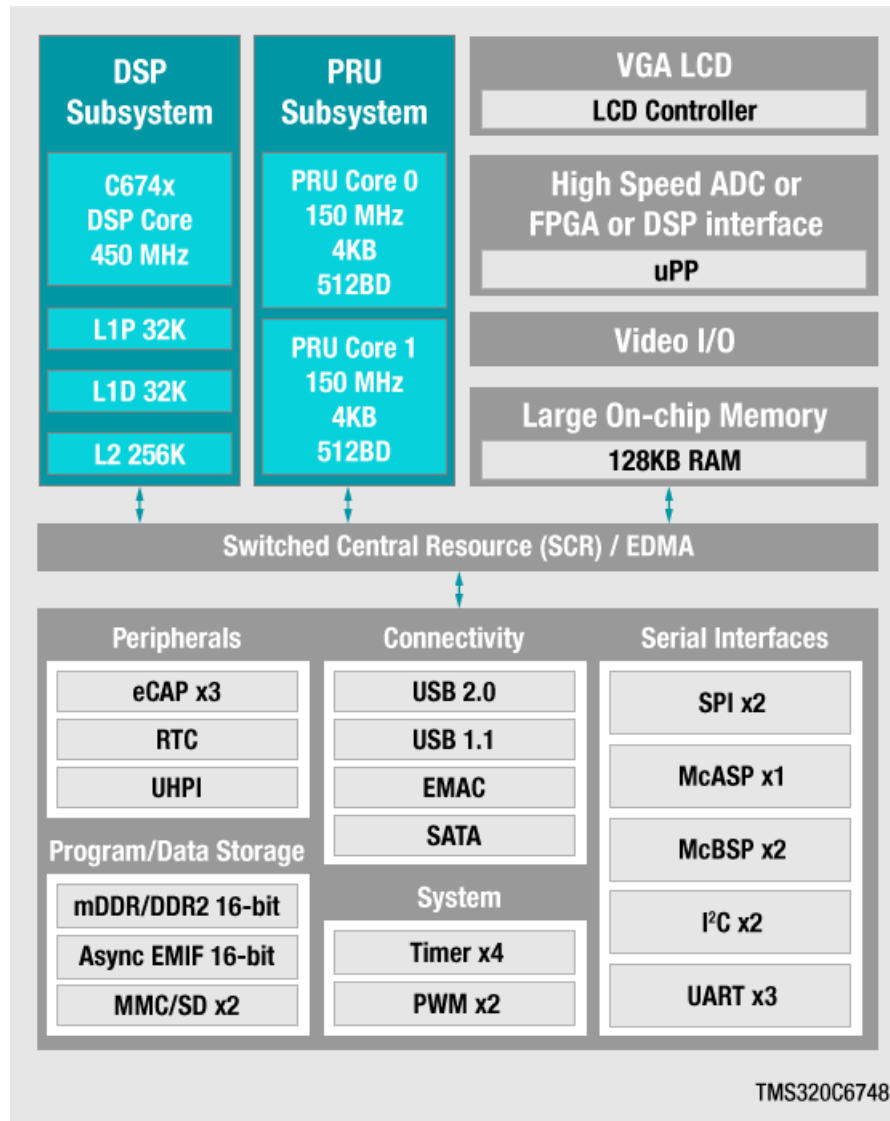 DSP
Subsystem
C674x
DSP Core
450 MHz
L1P 32K
L1D 32K
L2 256K
PRU
Subsystem
PRU Core 0
150 MHz
4KB
512BD
PRU Core 1
150 MHz
4KB
512BD
VGA LCD
LCD Controller
High Speed ADC or
FPGA or DSP interface
uPP
Video I/O
Large On-chip Memory
128KB RAM
Switched Central Resource (SCR) / EDMA
Peripherals
eCAP x3
RTC
UHPI
Program/Data Storage
mDDR/DDR2 16-bit
Async EMIF 16-bit
MMC/SD x2
Connectivity
USB 2.0
USB 1.1
EMAC
SATA
System
Timer x4
PWM x2
Serial Interfaces
SPI x2
McASP x1
McBSP x2
I²C x2
UART x3
TMS320C6748